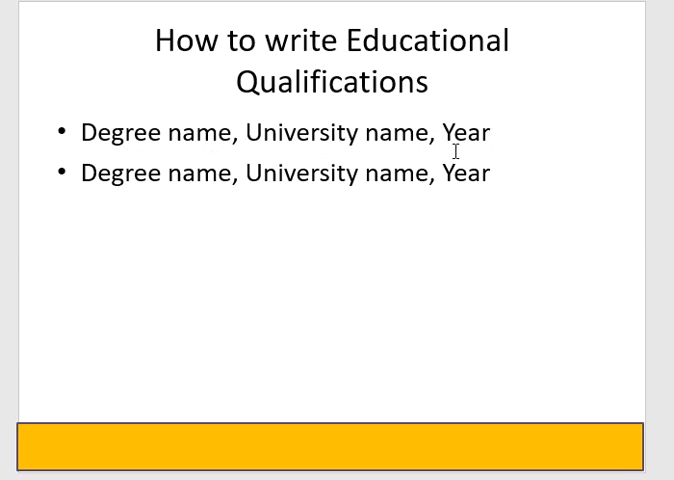 How to write Educational
Qualifications
• Degree name, University name, Year
• Degree name, University name, Year